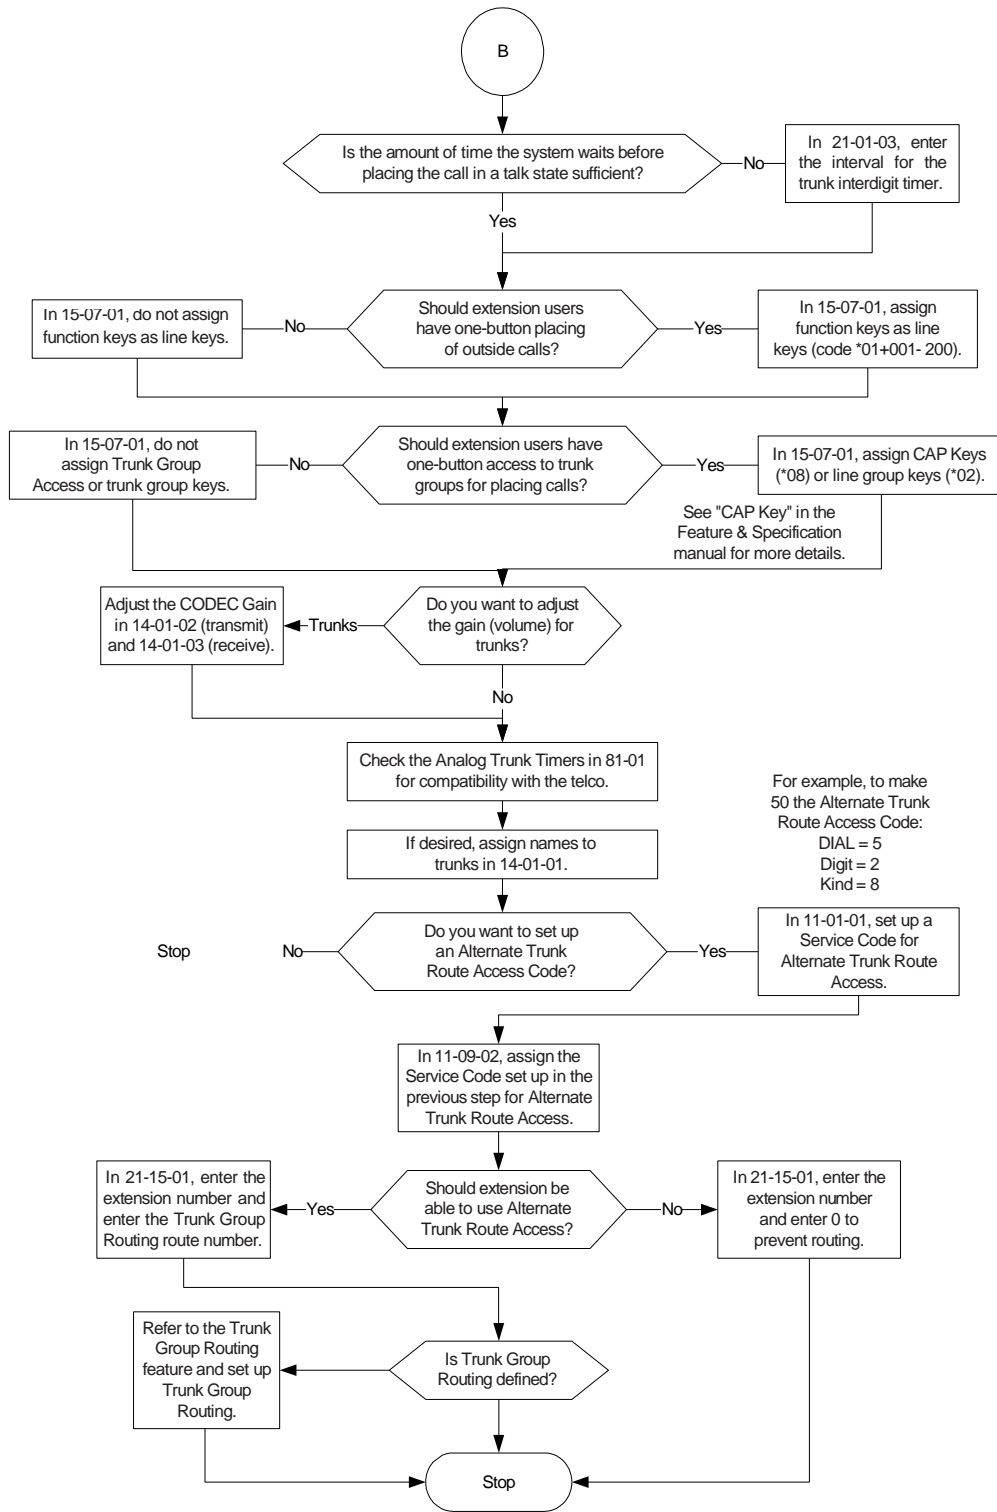 B
Is the amount of time the system waits before
placing the call in a talk state sufficient?
No
In 21-01-03, enter
the interval for the
trunk interdigit timer.
Yes
In 15-07-01, do not assign
function keys as line keys.
No
Should extension users
have one-button placing
of outside calls?
Yes
In 15-07-01, assign
function keys as line
keys (code *01+001- 200).
In 15-07-01, do not
assign Trunk Group
Access or trunk group keys.
No
Should extension users have
one-button access to trunk
groups for placing calls?
Yes
In 15-07-01, assign CAP Keys
(*08) or line group keys (*02).
See "CAP Key" in the
Feature & Specification
manual for more details.
Adjust the CODEC Gain
in 14-01-02 (transmit)
and 14-01-03 (receive).
Trunks
Do you want to adjust
the gain (volume) for
trunks?
No
Check the Analog Trunk Timers in 81-01
for compatibility with the telco.
If desired, assign names to
trunks in 14-01-01.
For example, to make
50 the Alternate Trunk
Route Access Code:
DIAL = 5
Digit = 2
Kind = 8
Stop
No
Do you want to set up
an Alternate Trunk
Route Access Code?
Yes
In 11-01-01, set up a
Service Code for
Alternate Trunk Route
Access.
In 11-09-02, assign the
Service Code set up in the
previous step for Alternate
Trunk Route Access.
In 21-15-01, enter the
extension number and
enter the Trunk Group
Routing route number.
Yes
Should extension be
able to use Alternate
Trunk Route Access?
No
In 21-15-01, enter the
extension number
and enter 0 to
prevent routing.
Refer to the Trunk
Group Routing
feature and set up
Trunk Group
Routing.
Is Trunk Group
Routing defined?
Stop